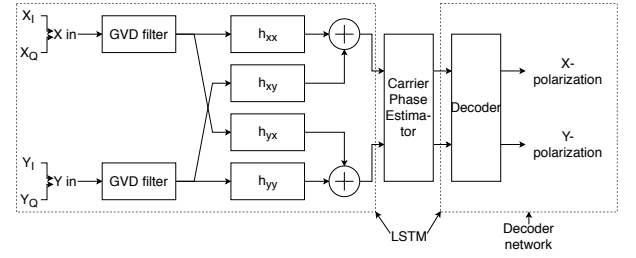 X_I
X_Q
X in
GVD filter
h_xx
h_xy
h_yx
h_yy
Y_I
Y_Q
Y in
GVD filter
Carrier
Phase
Estima-
tor
Decoder
X-
polarization
Y-
polarization
LSTM
Decoder
network